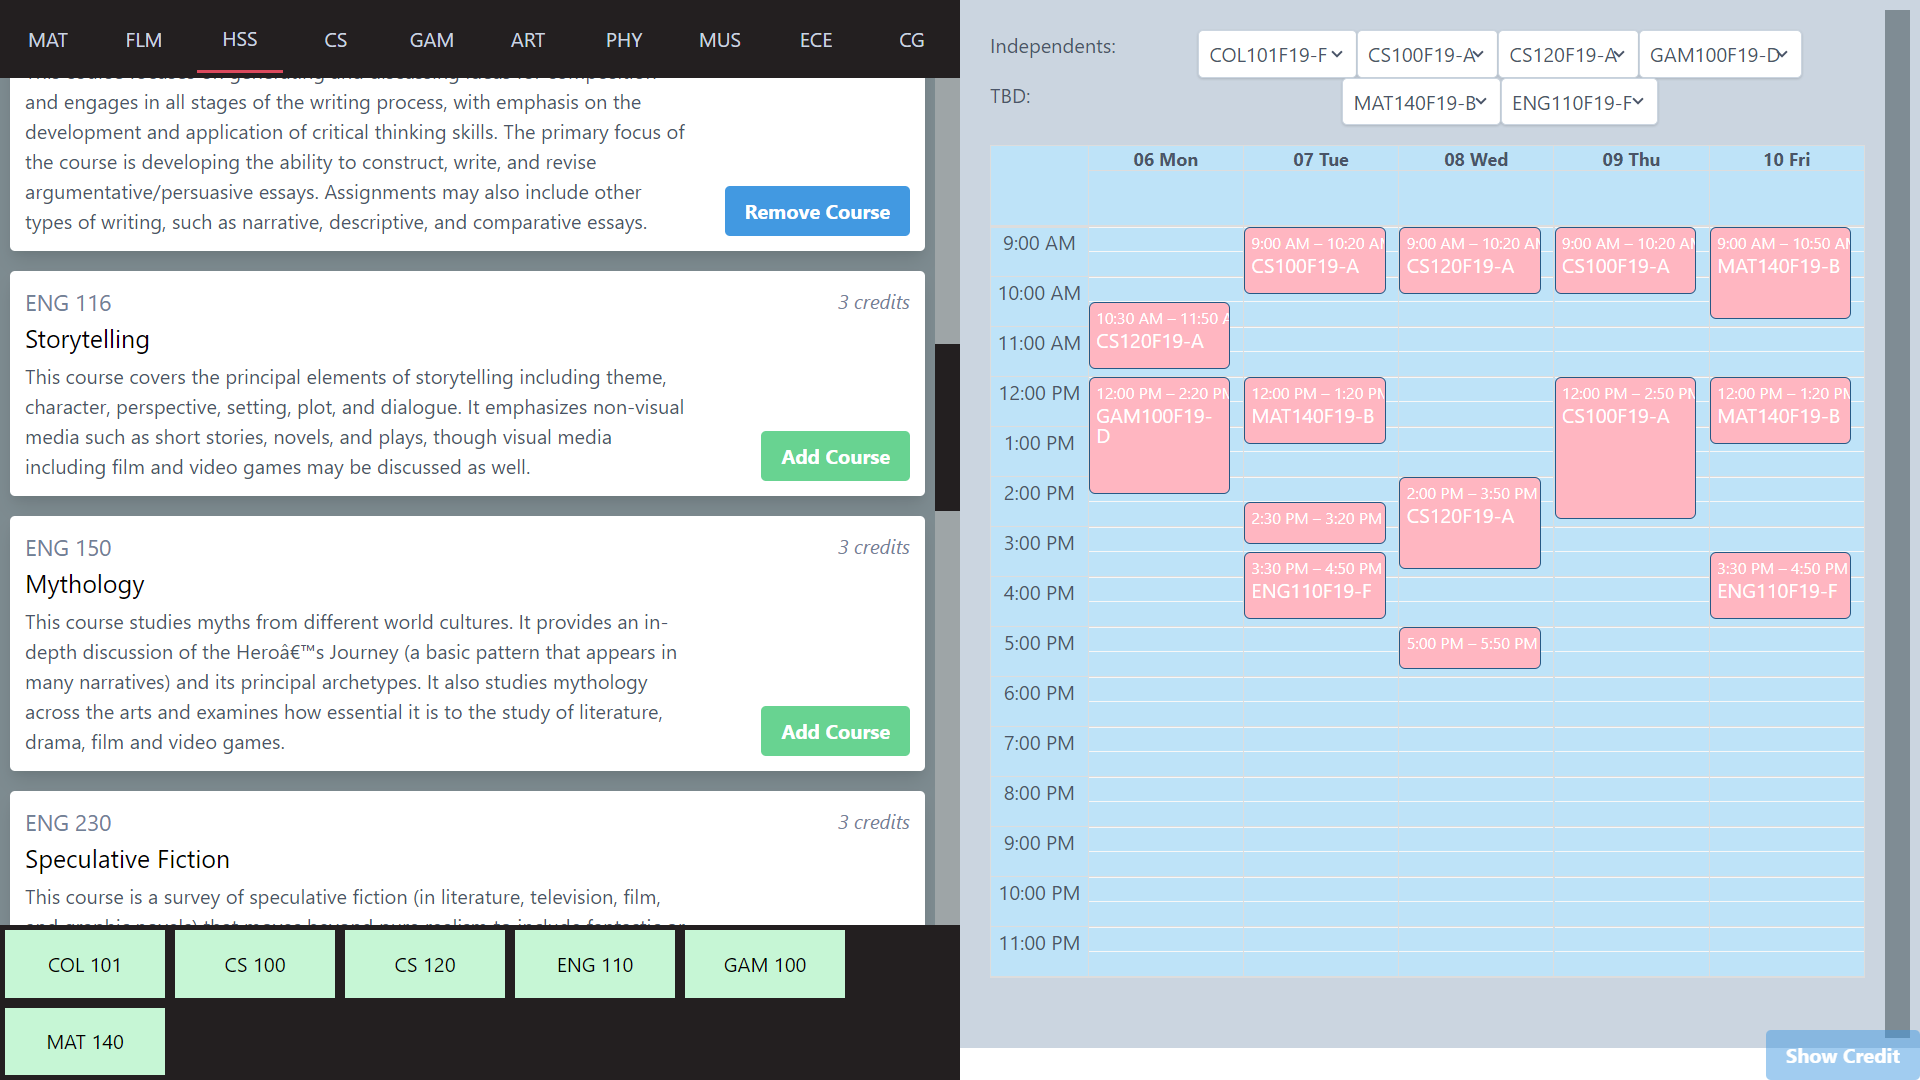 MAT FLM HSS CS GAM ART PHY MUS ECE CG
and engages in all stages of the writing process, with emphasis on the
development and application of critical thinking skills. The primary focus of
the course is developing the ability to construct, write, and revise
argumentative/persuasive essays. Assignments may also include other
types of writing, such as narrative, descriptive, and comparative essays.
Remove Course
ENG 116
3 credits
Storytelling
This course covers the principal elements of storytelling including theme,
character, perspective, setting, plot, and dialogue. It emphasizes non-visual
media such as short stories, novels, and plays, though visual media
including film and video games may be discussed as well.
Add Course
ENG 150
3 credits
Mythology
This course studies myths from different world cultures. It provides an in-
depth discussion of the Heroâ€™s Journey (a basic pattern that appears in
many narratives) and its principal archetypes. It also studies mythology
across the arts and examines how essential it is to the study of literature,
drama, film and video games.
Add Course
ENG 230
3 credits
Speculative Fiction
This course is a survey of speculative fiction (in literature, television, film,
COL 101 CS 100 CS 120 ENG 110 GAM 100
MAT 140
Independents: COL101F19-F CS100F19-A CS120F19-A GAM100F19-D
TBD: MAT140F19-B ENG110F19-F
06 Mon 07 Tue 08 Wed 09 Thu 10 Fri
9:00 AM
10:00 AM
11:00 AM
12:00 PM
1:00 PM
2:00 PM
3:00 PM
4:00 PM
5:00 PM
6:00 PM
7:00 PM
8:00 PM
9:00 PM
10:00 PM
11:00 PM
10:30 AM – 11:50 A
CS120F19-A
12:00 PM – 2:20 PM
GAM100F19-
D
9:00 AM – 10:20 AM
CS100F19-A
12:00 PM – 1:20 PM
MAT140F19-B
2:30 PM – 3:20 PM
3:30 PM – 4:50 PM
ENG110F19-F
9:00 AM – 10:20 AM
CS120F19-A
2:00 PM – 3:50 PM
CS120F19-A
5:00 PM – 5:50 PM
9:00 AM – 10:20 AM
CS100F19-A
12:00 PM – 2:50 PM
CS100F19-A
9:00 AM – 10:50 AM
MAT140F19-B
12:00 PM – 1:20 PM
MAT140F19-B
3:30 PM – 4:50 PM
ENG110F19-F
Show Credit